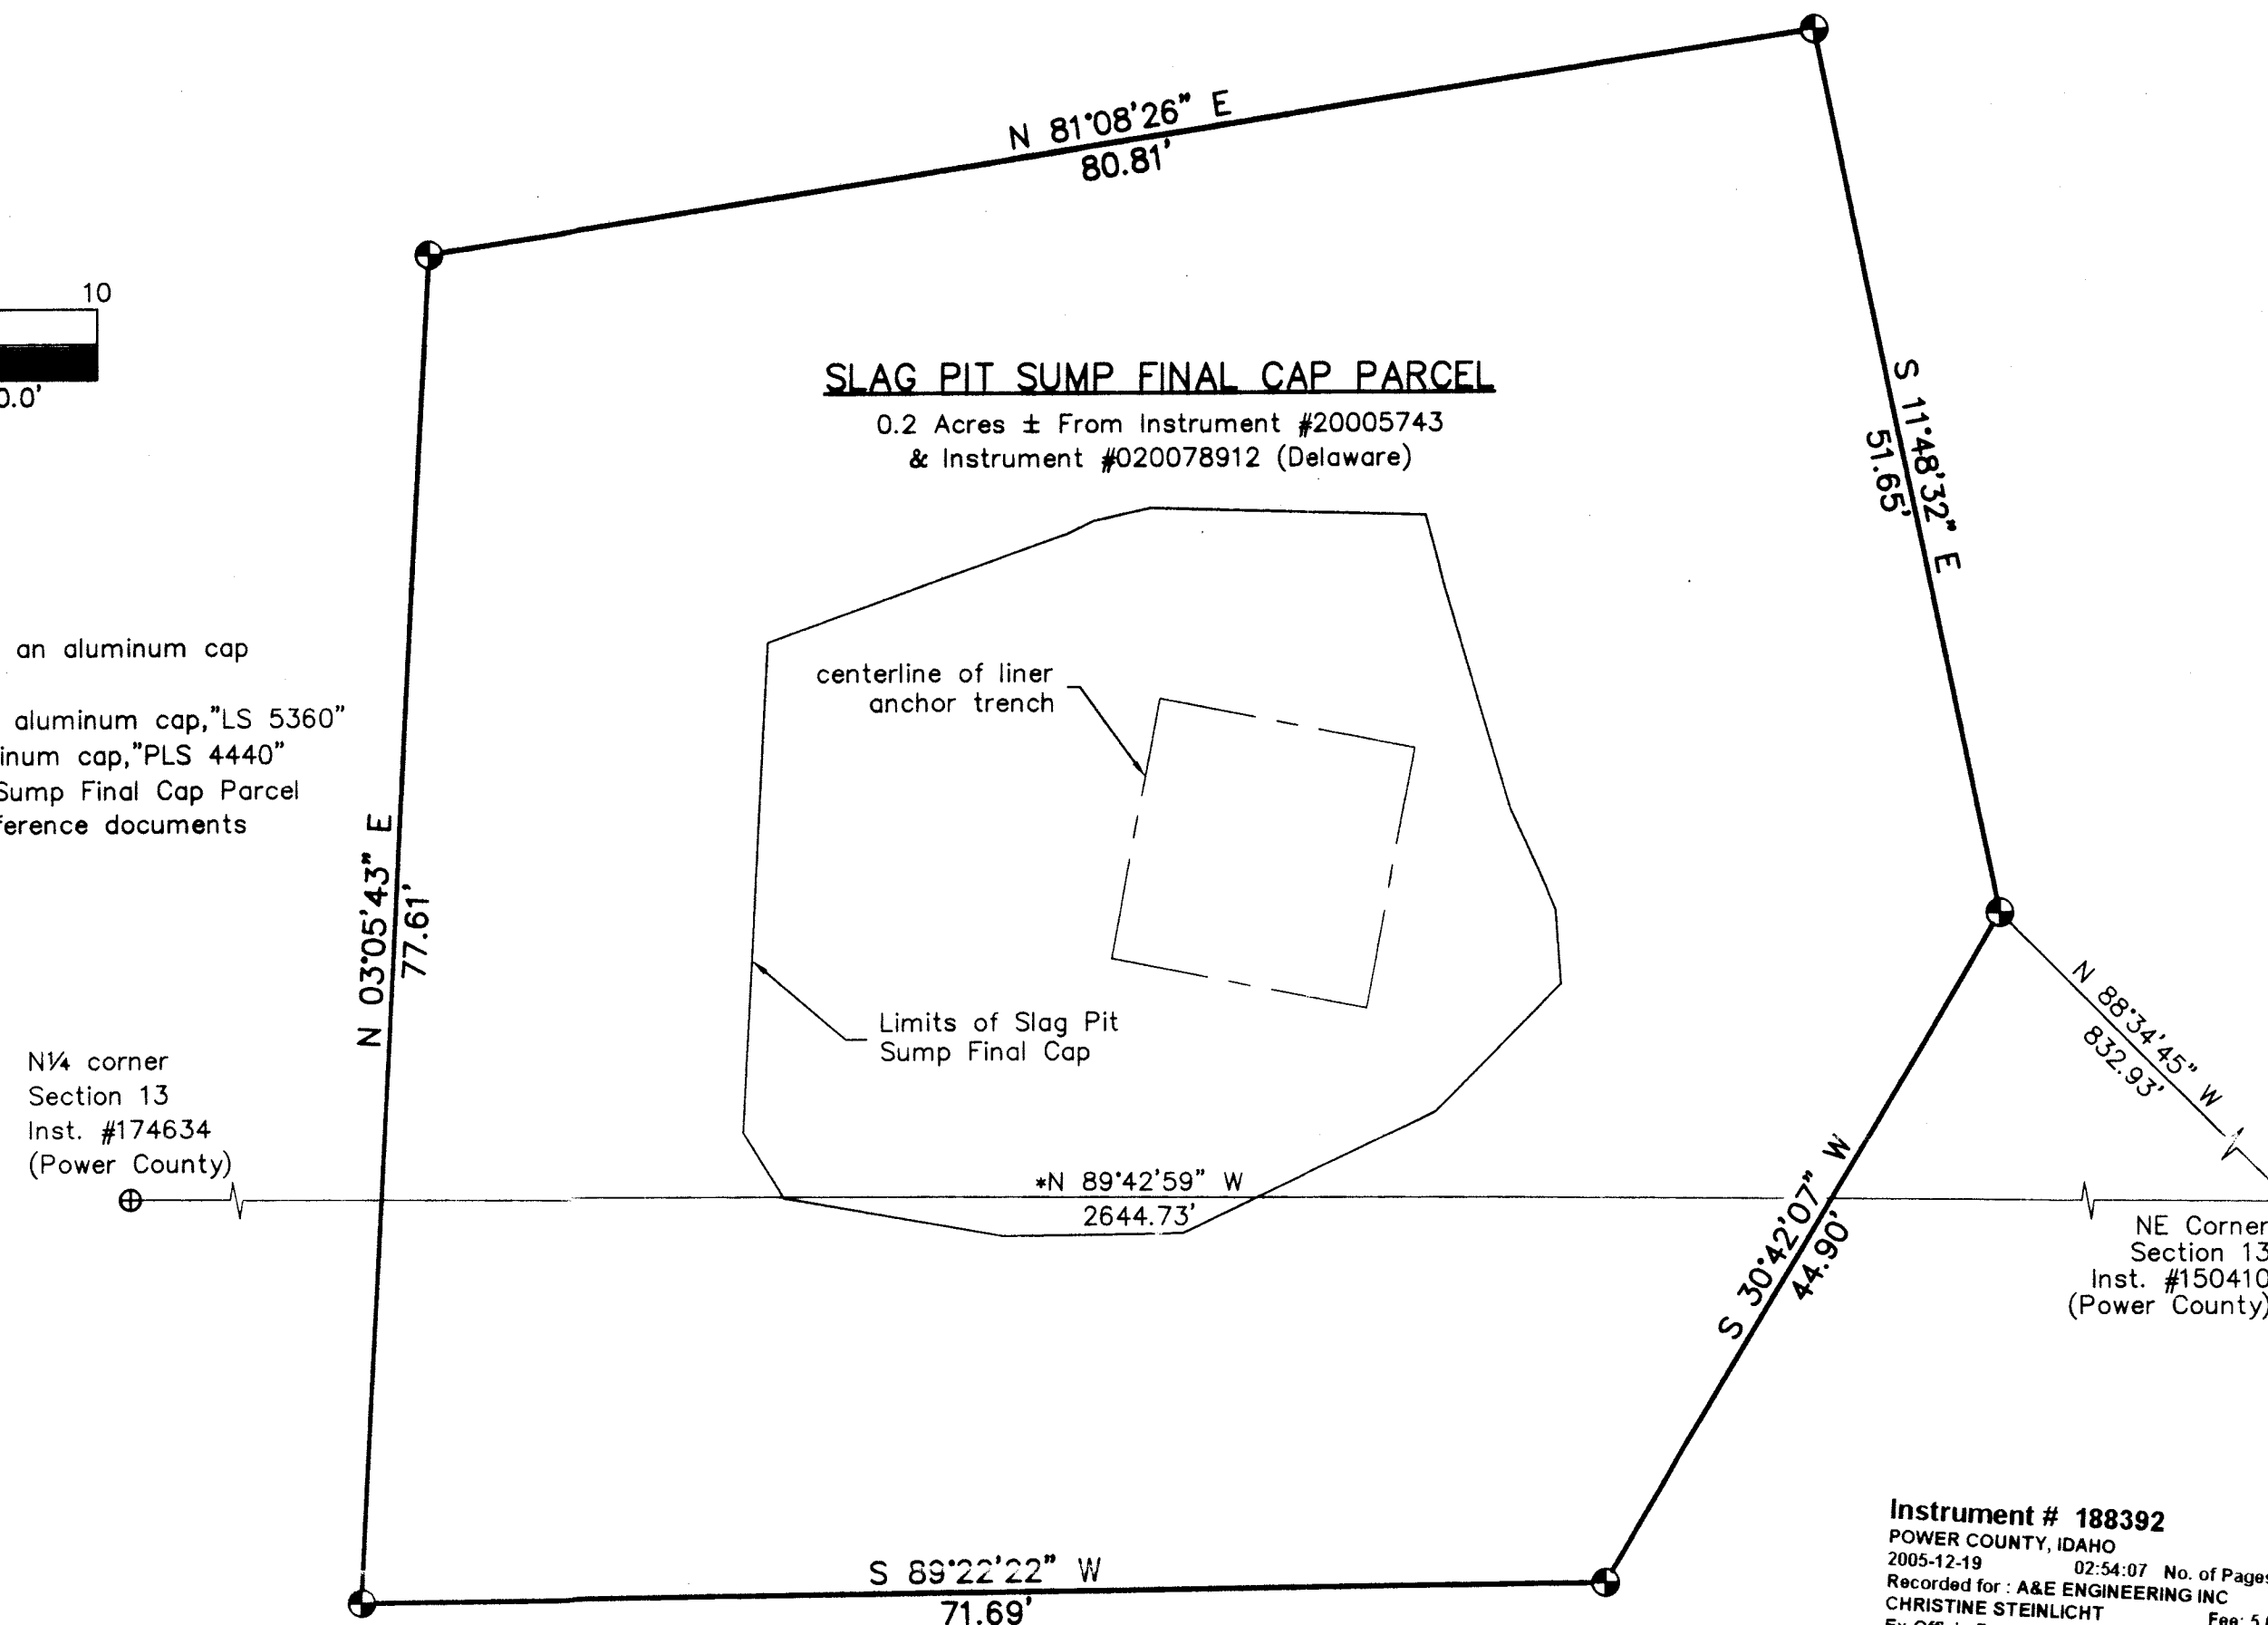 N 81°08'26" E
80.81'
10
0.0'
SLAG PIT SUMP FINAL CAP PARCEL
0.2 Acres ± From Instrument #20005743
& Instrument #020078912 (Delaware)
S 11°48'32" E
51.65'
an aluminum cap
aluminum cap,"LS 5360"
inum cap,"PLS 4440"
Sump Final Cap Parcel
ference documents
centerline of liner
anchor trench
N 03°05'43" E
77.61'
Limits of Slag Pit
Sump Final Cap
N 88°34'45" W
832.93'
N¼ corner
Section 13
Inst. #174634
(Power County)
*N 89°42'59" W
2644.73'
S 30°42'07" W
44.90'
NE Corner
Section 13
Inst. #150410
(Power County)
S 89°22'22" W
71.69'
Instrument # 188392
POWER COUNTY, IDAHO
2005-12-19 02:54:07 No. of Pages
Recorded for : A&E ENGINEERING INC
CHRISTINE STEINLICHT Fee: 5